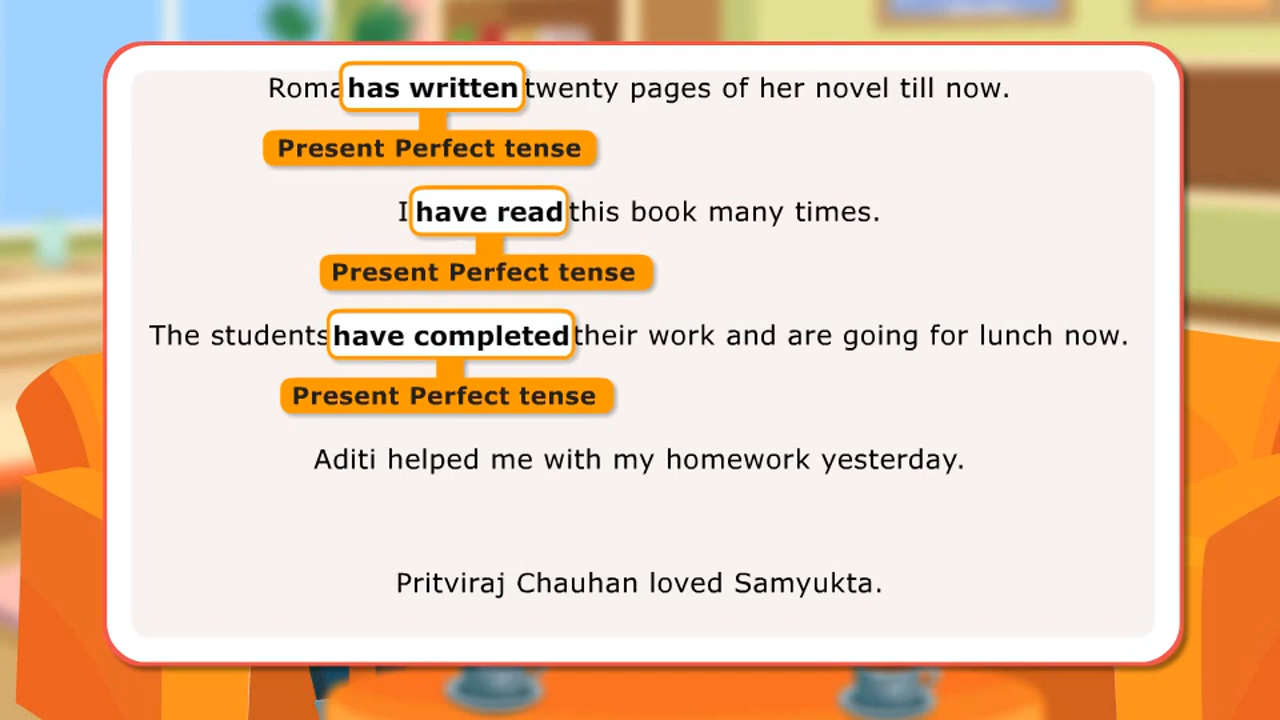 Roma has written twenty pages of her novel till now.
Present Perfect tense
I have read this book many times.
Present Perfect tense
The students have completed their work and are going for lunch now.
Present Perfect tense
Aditi helped me with my homework yesterday.
Pritviraj Chauhan loved Samyukta.